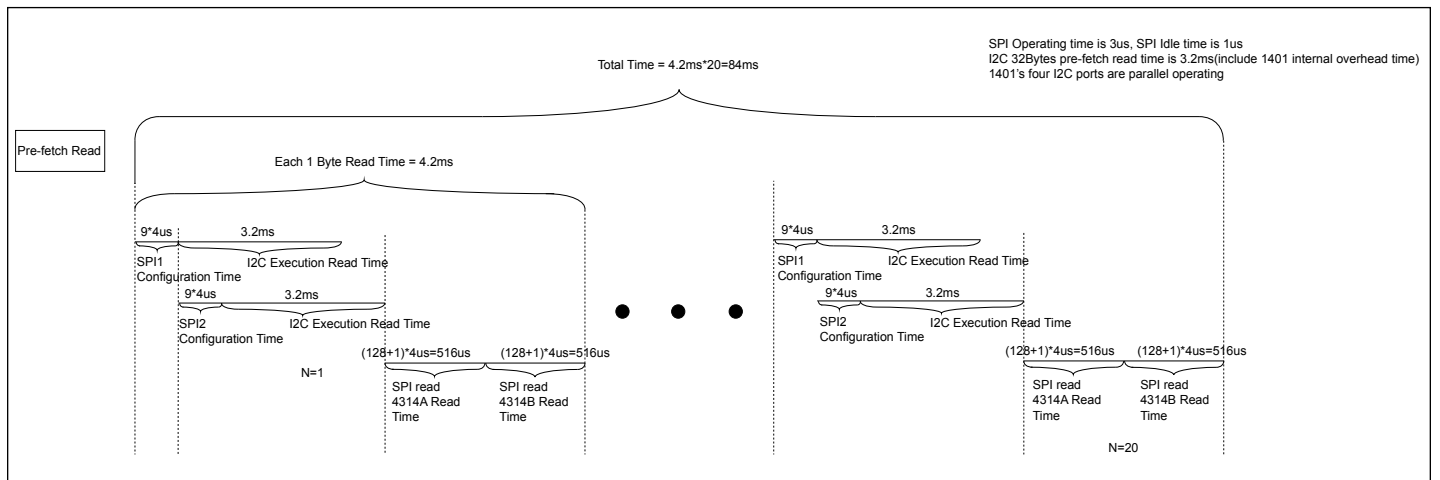 SPI Operating time is 3us, SPI Idle time is 1us
I2C 32Bytes pre-fetch read time is 3.2ms(include 1401 internal overhead time)
1401's four I2C ports are parallel operating
Total Time = 4.2ms*20=84ms
Pre-fetch Read
Each 1 Byte Read Time = 4.2ms
9*4us
3.2ms
SPI1
Configuration Time
I2C Execution Read Time
9*4us
3.2ms
SPI2
Configuration Time
I2C Execution Read Time
(128+1)*4us=516us
(128+1)*4us=516us
N=1
SPI read
4314A Read
Time
SPI read
4314B Read
Time
9*4us
3.2ms
SPI1
Configuration Time
I2C Execution Read Time
9*4us
3.2ms
SPI2
Configuration Time
I2C Execution Read Time
(128+1)*4us=516us
(128+1)*4us=516us
SPI read
4314A Read
Time
SPI read
4314B Read
Time
N=20